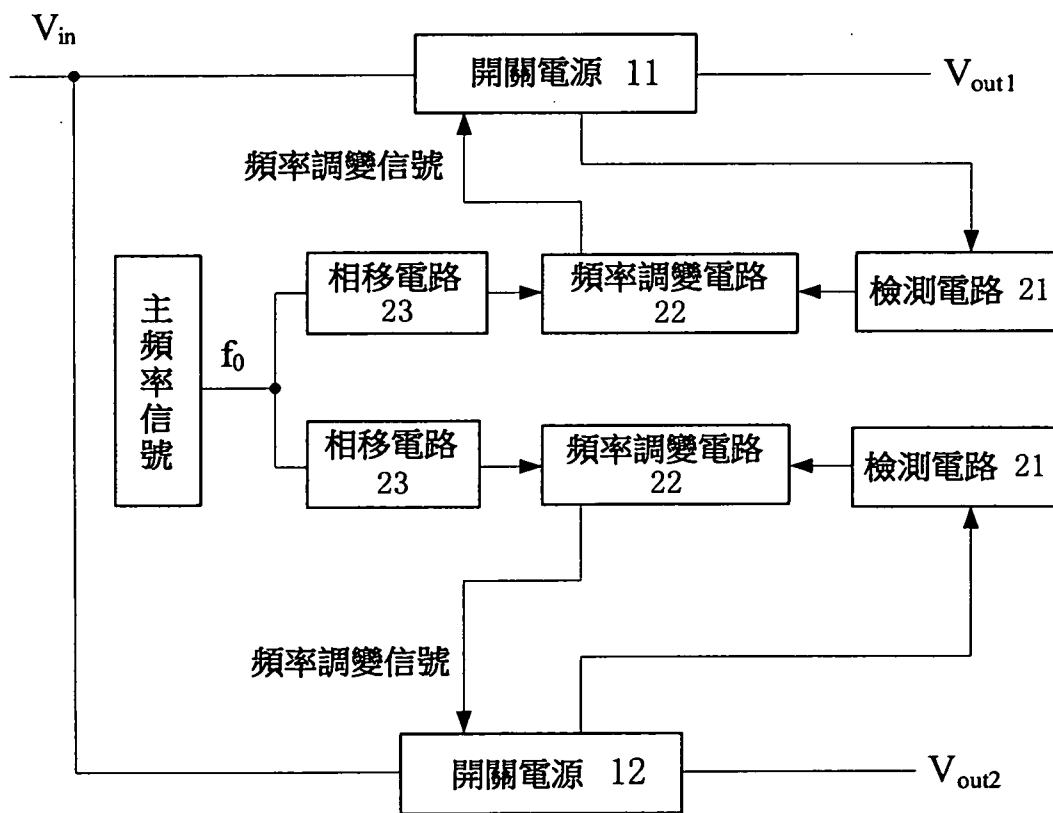 V_in
開關電源 11
V_out1
頻率調變信號
相移電路
23
頻率調變電路
22
檢測電路 21
主頻率信號
f_0
相移電路
23
頻率調變電路
22
檢測電路 21
頻率調變信號
開關電源 12
V_out2